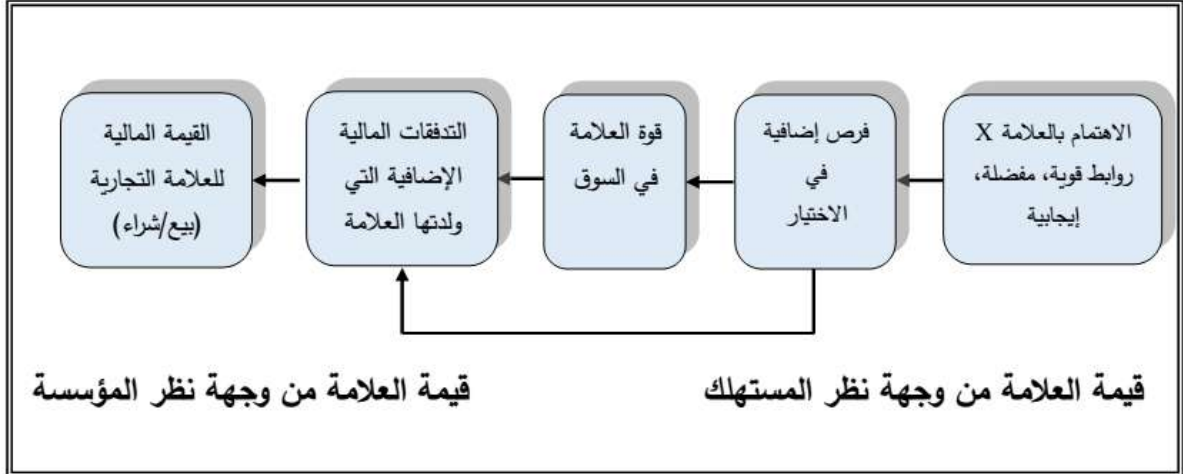 الاهتمام بالعلامة X
روابط قوية، مفضلة،
إيجابية
فرص إضافية
في
الاختيار
قوة العلامة
في السوق
التدفقات المالية
الإضافية التي
ولدتها العلامة
القيمة المالية
للعلامة التجارية
(بيع/شراء)
قيمة العلامة من وجهة نظر المستهلك
قيمة العلامة من وجهة نظر المؤسسة